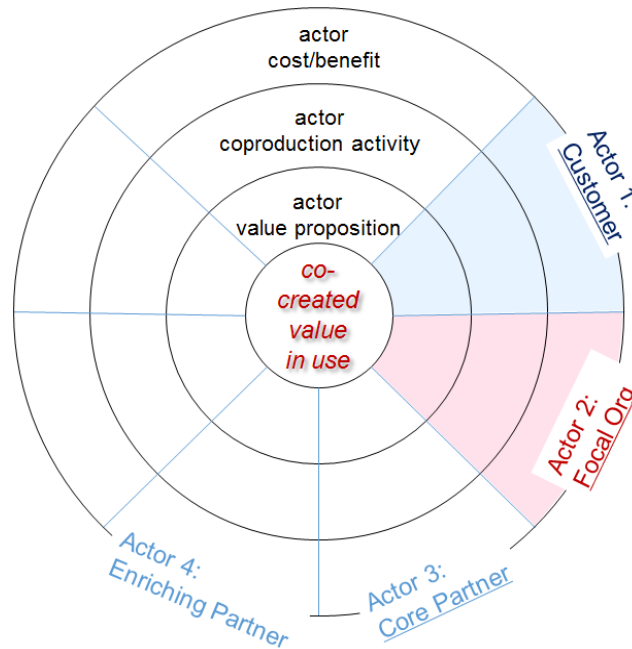 actor
cost/benefit
actor
coproduction activity
actor
value proposition
co-
created
value
in use
Actor 1:
Customer
Actor 2:
Focal Org
Actor 3:
Core Partner
Actor 4:
Enriching Partner